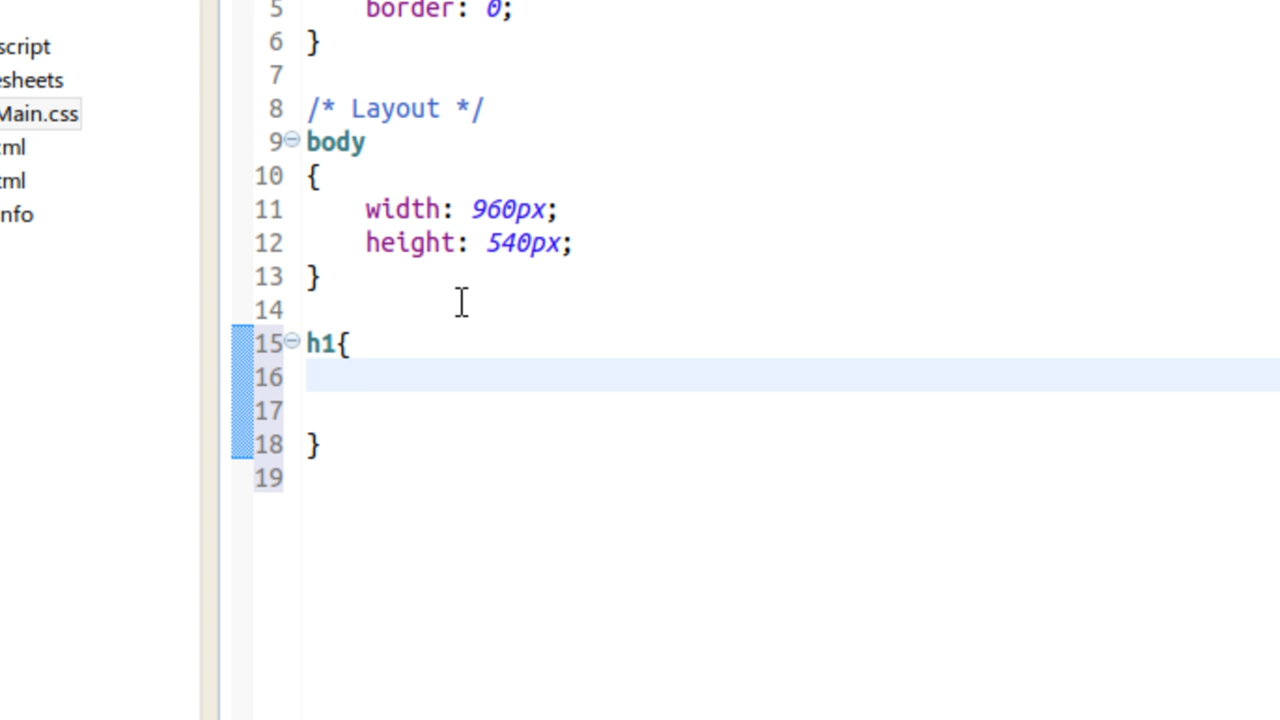 script
esheets
Main.css
tml
tml
nfo
5 border: 0;
6 }
7
8 /* Layout */
9 body
10 {
11 width: 960px;
12 height: 540px;
13 }
14
15 h1{
16
17
18 }
19